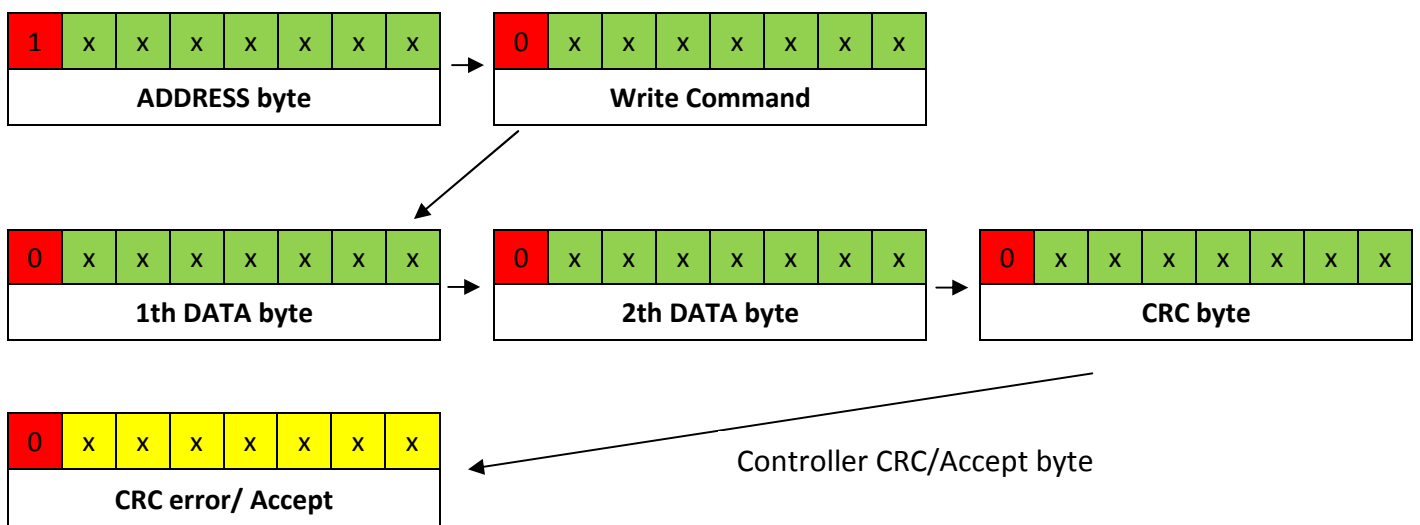 1 x x x x x x x 0 x x x x x x x
ADDRESS byte Write Command
0 x x x x x x x 0 x x x x x x x 0 x x x x x x x
1th DATA byte 2th DATA byte CRC byte
0 x x x x x x x
Controller CRC/Accept byte
CRC error/ Accept